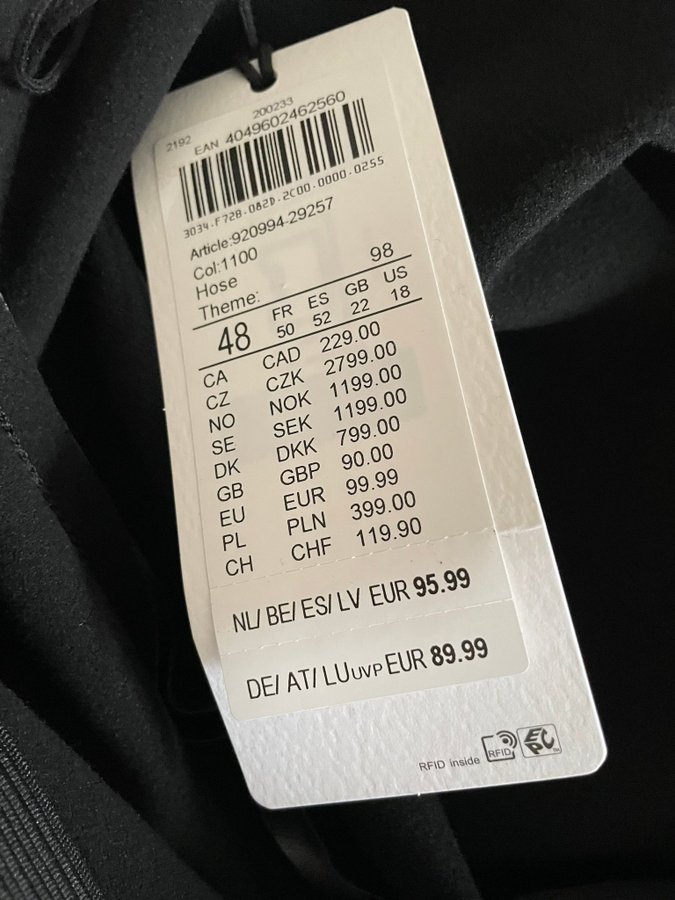 2192 200233
EAN 4049602462560
3034.F72B.082D.2C00.0000.0255
Article:920994-29257
Col:1100
Hose 98
Theme:
48 FR 50 ES 52 GB 22 US 18
CA CAD 229.00
CZ CZK 2799.00
NO NOK 1199.00
SE SEK 1199.00
DK DKK 799.00
GB GBP 90.00
EU EUR 99.99
PL PLN 399.00
CH CHF 119.90
NL/ BE/ ES/ LV EUR 95.99
DE/ AT/ LU UVP EUR 89.99
RFID inside RFID EPC